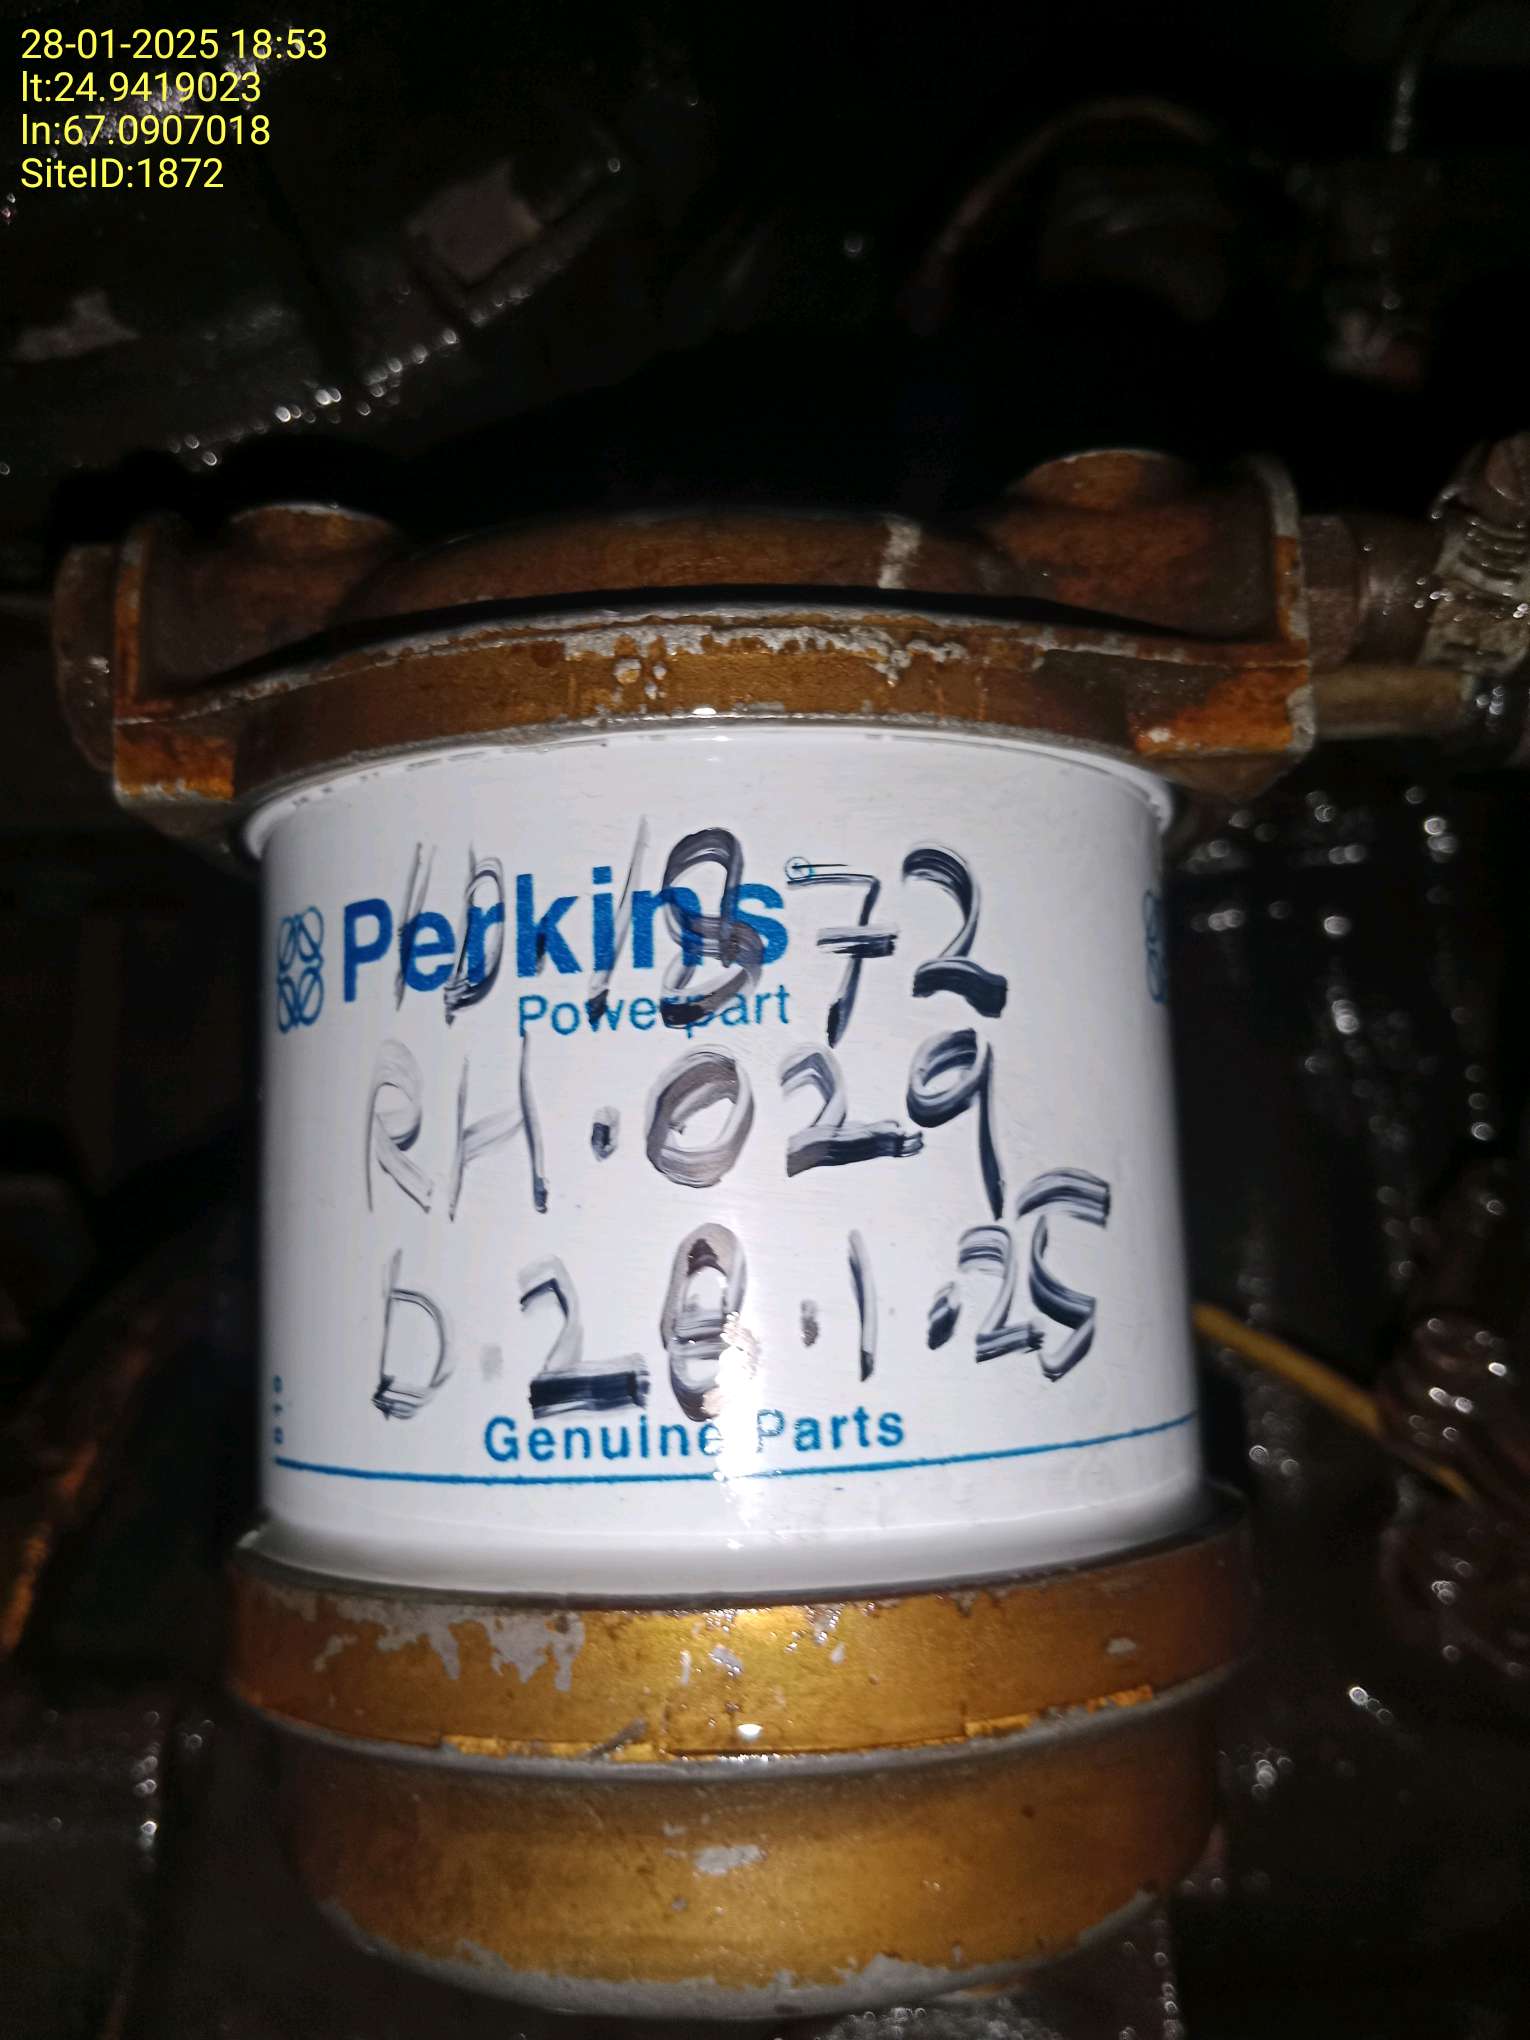 28-01-2025 18:53
lt:24.9419023
ln:67.0907018
SiteID:1872
ID.1872
Perkins
Powerpart
RH.029
D.28.1.25
Genuine Parts